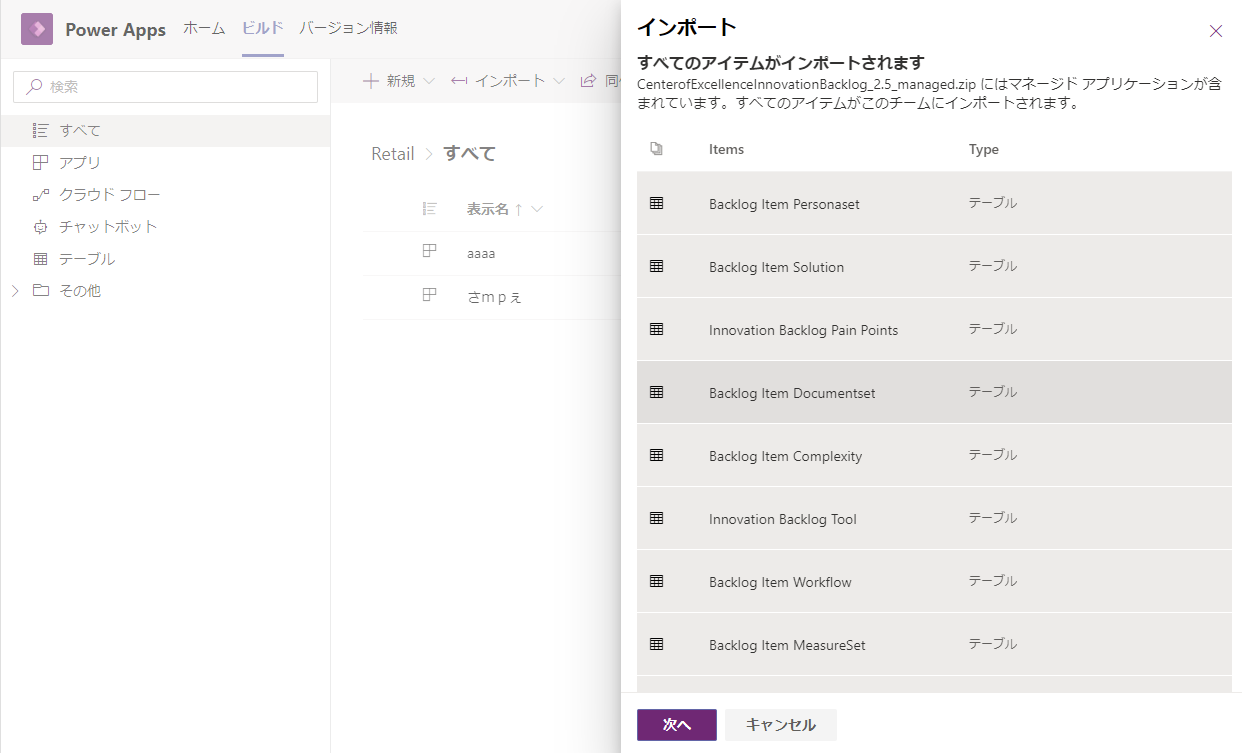 Power Apps
ホーム
ビルド
バージョン情報
検索
すべて
アプリ
クラウド フロー
チャットボット
テーブル
その他
新規
インポート
Retail
すべて
表示名
aaaa
さｍｐぇ
インポート
すべてのアイテムがインポートされます
CenterofExcellenceInnovationBacklog_2.5_managed.zip にはマネージド アプリケーションが含
まれています。すべてのアイテムがこのチームにインポートされます。
Items Type
Backlog Item Personaset テーブル
Backlog Item Solution テーブル
Innovation Backlog Pain Points テーブル
Backlog Item Documentset テーブル
Backlog Item Complexity テーブル
Innovation Backlog Tool テーブル
Backlog Item Workflow テーブル
Backlog Item MeasureSet テーブル
次へ
キャンセル